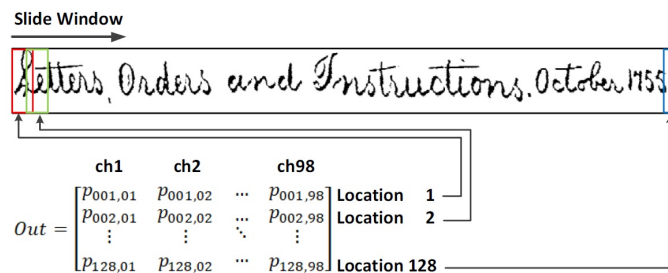 Slide Window
Letters, Orders and Instructions. October 1755
ch1 ch2 ch98
Out = [p001,01 p001,02 ... p001,98] Location 1
p002,01 p002,02 ... p002,98 Location 2
⋮ ⋮ ⋱ ⋮
p128,01 p128,02 ... p128,98 Location 128